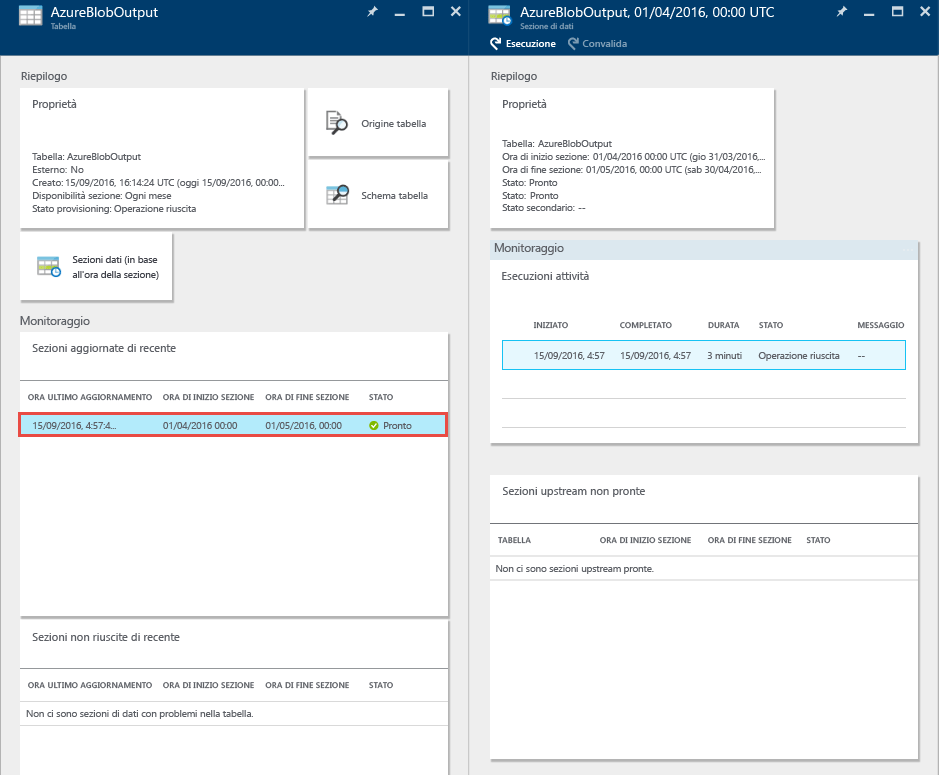 AzureBlobOutput
Tabella
Riepilogo
Proprietà
Tabella: AzureBlobOutput
Esterno: No
Creato: 15/09/2016, 16:14:24 UTC (oggi 15/09/2016, 00:00...
Disponibilità sezione: Ogni mese
Stato provisioning: Operazione riuscita
Origine tabella
Schema tabella
Sezioni dati (in base
all'ora della sezione)
Monitoraggio
Sezioni aggiornate di recente
ORA ULTIMO AGGIORNAMENTO ORA DI INIZIO SEZIONE ORA DI FINE SEZIONE STATO
15/09/2016, 4:57:4... 01/04/2016 00:00 01/05/2016, 00:00 Pronto
Sezioni non riuscite di recente
ORA ULTIMO AGGIORNAMENTO ORA DI INIZIO SEZIONE ORA DI FINE SEZIONE STATO
Non ci sono sezioni di dati con problemi nella tabella.
AzureBlobOutput, 01/04/2016, 00:00 UTC
Sezione di dati
Esecuzione Convalida
Riepilogo
Proprietà
Tabella: AzureBlobOutput
Ora di inizio sezione: 01/04/2016 00:00 UTC (gio 31/03/2016,...
Ora di fine sezione: 01/05/2016, 00:00 UTC (sab 30/04/2016,...
Stato: Pronto
Stato: Pronto
Stato secondario: --
Monitoraggio
Esecuzioni attività
INIZIATO COMPLETATO DURATA STATO MESSAGGIO
15/09/2016, 4:57 15/09/2016, 4:57 3 minuti Operazione riuscita --
Sezioni upstream non pronte
TABELLA ORA DI INIZIO SEZIONE ORA DI FINE SEZIONE STATO
Non ci sono sezioni upstream pronte.